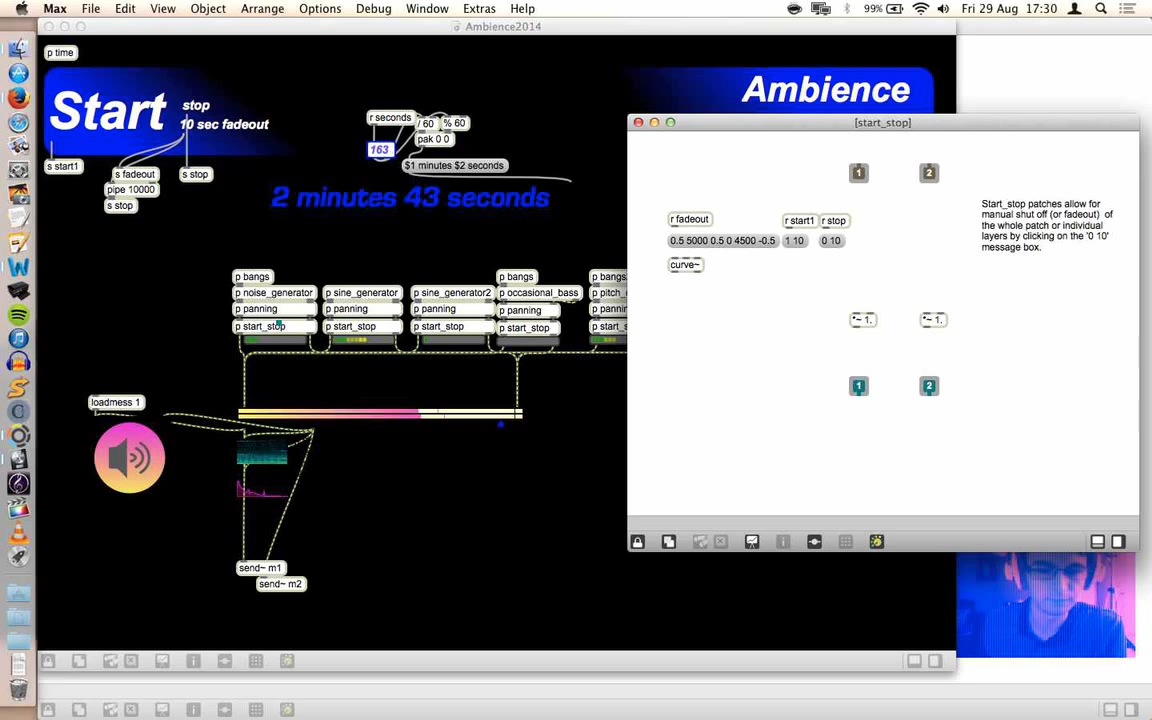 Max File Edit View Object Arrange Options Debug Window Extras Help 99% Fri 29 Aug 17:30
Ambience2014
p time
Start
stop
10 sec fadeout
Ambience
s start1
s fadeout
pipe 10000
s stop
s stop
r seconds
/ 60
% 60
pak 0 0
163
$1 minutes $2 seconds
2 minutes 43 seconds
p bangs
p noise_generator
p panning
p start_stop
p sine_generator
p panning
p start_stop
p sine_generator2
p panning
p start_stop
p bangs
p occasional_bass
p panning
p start_stop
p bangs
loadmess 1
send~ m1
send~ m2
[start_stop]
1
2
r fadeout
r start1
r stop
0.5 5000 0.5 0 4500 -0.5
1 10
0 10
curve~
*~ 1.
*~ 1.
1
2
Start_stop patches allow for
manual shut off (or fadeout) of
the whole patch or individual
layers by clicking on the '0 10'
message box.